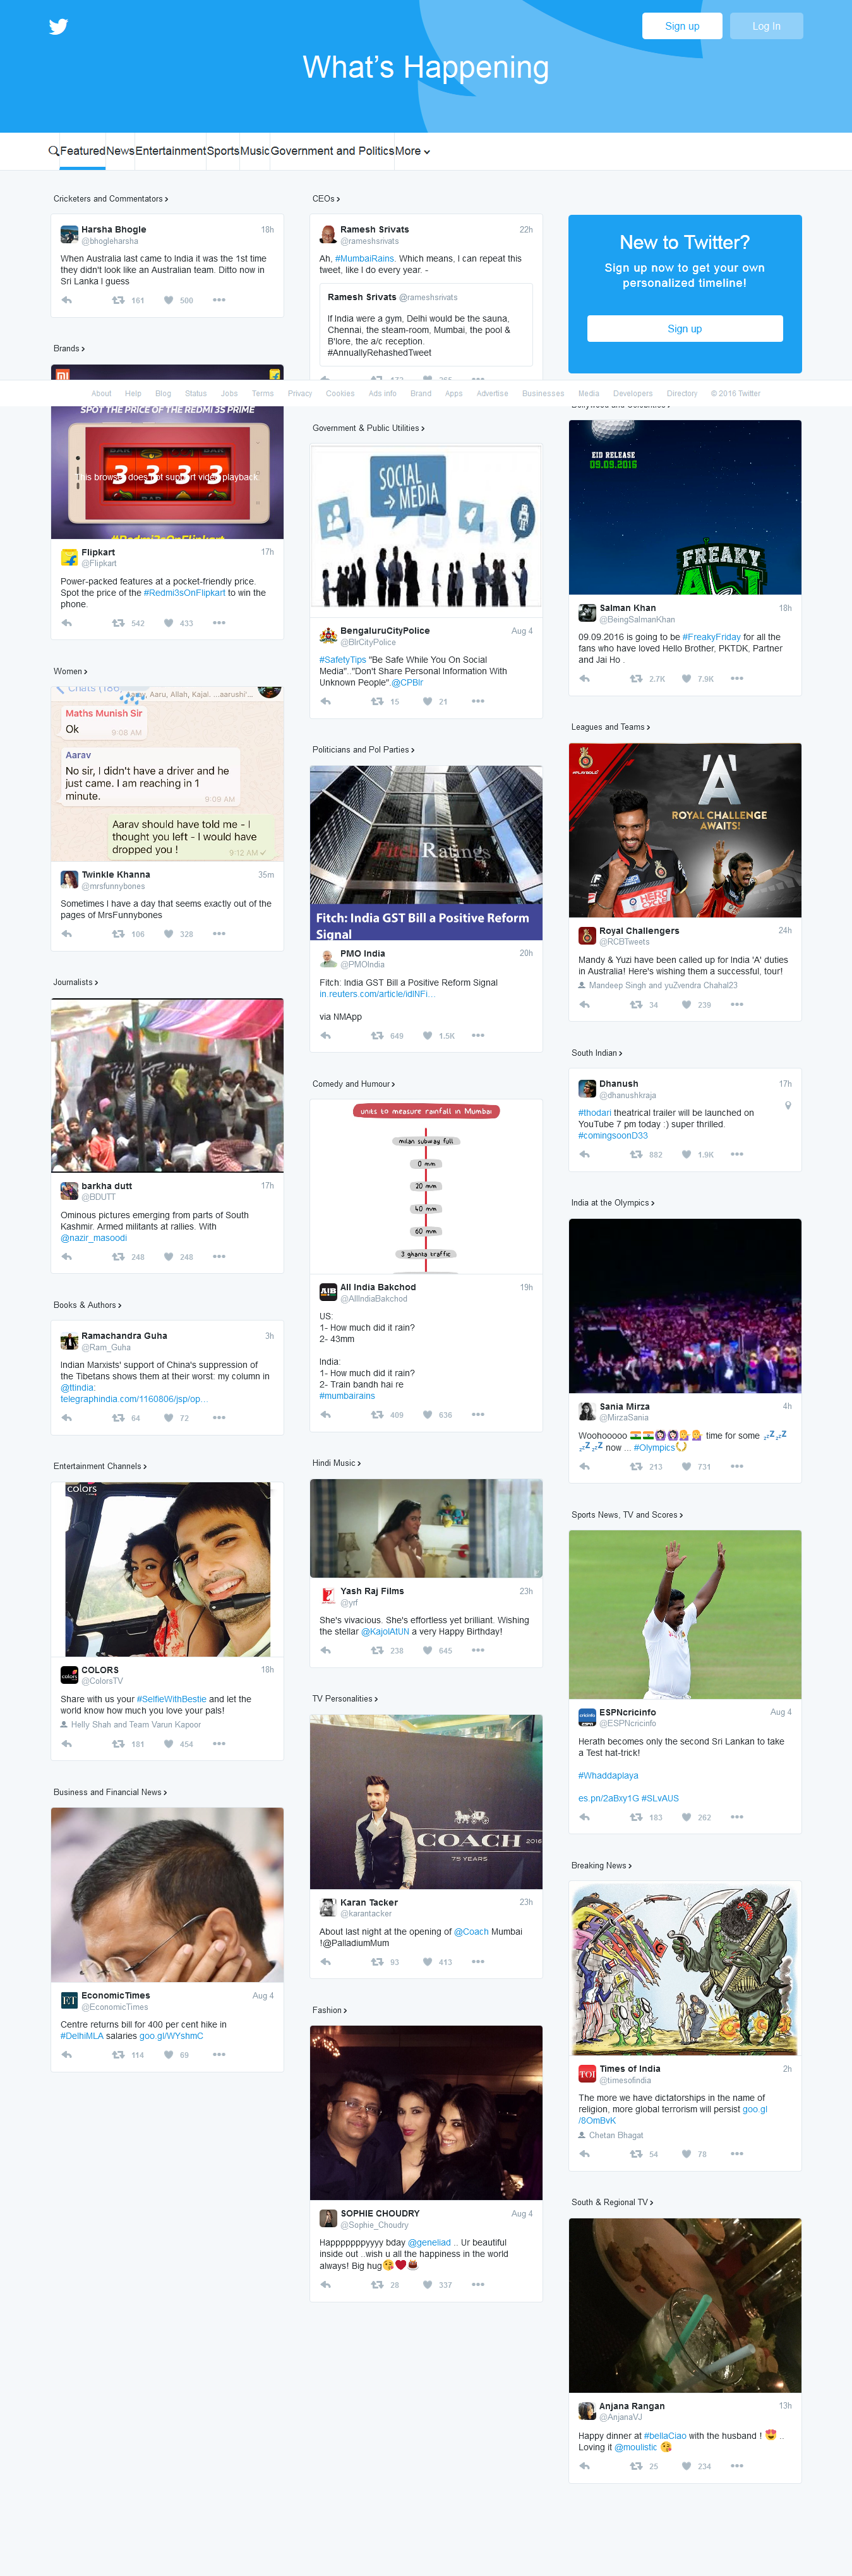 Sign up
Log In
What's Happening
Featured
News
Entertainment
Sports
Music
Government and Politics
More
Cricketers and Commentators
Harsha Bhogle
18h
@bhogleharsha
When Australia last came to India it was the 1st time
they didn't look like an Australian team. Ditto now in
Sri Lanka I guess
161
500
Brands
SPOT THE PRICE OF THE REDMI 3S PRIME
3 3 3 3
This browser does not support video playback.
#Redmi3sOnFlipkart
Flipkart
17h
@Flipkart
Power-packed features at a pocket-friendly price.
Spot the price of the #Redmi3sOnFlipkart to win the
phone.
542
433
Women
Chats (186)
Aaru, Allah, Kajal. ...aarushi'...
Maths Munish Sir
Ok
9:08 AM
Aarav
No sir, I didn't have a driver and he
just came. I am reaching in 1
minute.
9:09 AM
Aarav should have told me - I
thought you left - I would have
dropped you !
9:12 AM
Twinkle Khanna
35m
@mrsfunnybones
Sometimes I have a day that seems exactly out of the
pages of MrsFunnybones
106
328
Journalists
barkha dutt
17h
@BDUTT
Ominous pictures emerging from parts of South
Kashmir. Armed militants at rallies. With
@nazir_masoodi
248
248
Books & Authors
Ramachandra Guha
3h
@Ram_Guha
Indian Marxists' support of China's suppression of
the Tibetans shows them at their worst: my column in
@ttindia:
telegraphindia.com/1160806/jsp/op...
64
72
Entertainment Channels
colors
COLORS
18h
@ColorsTV
Share with us your #SelfieWithBestie and let the
world know how much you love your pals!
Helly Shah and Team Varun Kapoor
181
454
Business and Financial News
EconomicTimes
Aug 4
@EconomicTimes
Centre returns bill for 400 per cent hike in
#DelhiMLA salaries goo.gl/WYshmC
114
69
CEOs
Ramesh Srivats
22h
@rameshsrivats
Ah, #MumbaiRains. Which means, I can repeat this
tweet, like I do every year. -
Ramesh Srivats @rameshsrivats
If India were a gym, Delhi would be the sauna,
Chennai, the steam-room, Mumbai, the pool &
B'lore, the a/c reception.
#AnnuallyRehashedTweet
About Help Blog Status Jobs Terms Privacy Cookies Ads info Brand Apps Advertise Businesses Media Developers Directory © 2016 Twitter
Government & Public Utilities
SOCIAL
MEDIA
BengaluruCityPolice
Aug 4
@BlrCityPolice
#SafetyTips "Be Safe While You On Social
Media".."Don't Share Personal Information With
Unknown People".@CPBlr
15
21
Politicians and Pol Parties
FitchRatings
Fitch: India GST Bill a Positive Reform
Signal
PMO India
20h
@PMOIndia
Fitch: India GST Bill a Positive Reform Signal
in.reuters.com/article/idINFi...
via NMApp
649
1.5K
Comedy and Humour
units to measure rainfall in Mumbai
milan subway full
0 mm
20 mm
40 mm
60 mm
3 ghanta traffic
AIB
All India Bakchod
19h
@AllIndiaBakchod
US:
1- How much did it rain?
2- 43mm
India:
1- How much did it rain?
2- Train bandh hai re
#mumbairains
409
636
Hindi Music
Yash Raj Films
23h
@yrf
She's vivacious. She's effortless yet brilliant. Wishing
the stellar @KajolAtUN a very Happy Birthday!
238
645
TV Personalities
COACH 2016
75 YEARS
Karan Tacker
23h
@karantacker
About last night at the opening of @Coach Mumbai
!@PalladiumMum
93
413
Fashion
SOPHIE CHOUDRY
Aug 4
@Sophie_Choudry
Happpppppyyyy bday @geneliad .. Ur beautiful
inside out ..wish u all the happiness in the world
always! Big hug😘❤️
28
337
New to Twitter?
Sign up now to get your own
personalized timeline!
Sign up
EID RELEASE
09.09.2016
FREAKY
ALI
Salman Khan
18h
@BeingSalmanKhan
09.09.2016 is going to be #FreakyFriday for all the
fans who have loved Hello Brother, PKTDK, Partner
and Jai Ho .
2.7K
7.9K
Leagues and Teams
#PLAYBOLD
A
ROYAL CHALLENGE
AWAITS!
Royal Challengers
24h
@RCBTweets
Mandy & Yuzi have been called up for India 'A' duties
in Australia! Here's wishing them a successful, tour!
Mandeep Singh and yuZvendra Chahal23
34
239
South Indian
Dhanush
17h
@dhanushkraja
#thodari theatrical trailer will be launched on
YouTube 7 pm today :) super thrilled.
#comingsoonD33
882
1.9K
India at the Olympics
Sania Mirza
4h
@MirzaSania
Woohooooo 🇮🇳🇮🇳 time for some 💤💤
💤💤 now ... #Olympics
213
731
Sports News, TV and Scores
ESPNcricinfo
Aug 4
@ESPNcricinfo
Herath becomes only the second Sri Lankan to take
a Test hat-trick!
#Whaddaplaya
es.pn/2aBxy1G #SLvAUS
183
262
Breaking News
TOI
Times of India
2h
@timesofindia
The more we have dictatorships in the name of
religion, more global terrorism will persist goo.gl
/8OmBvK
Chetan Bhagat
54
78
South & Regional TV
Anjana Rangan
13h
@AnjanaVJ
Happy dinner at #bellaCiao with the husband ! 😍 ..
Loving it @moulistic 😘
25
234